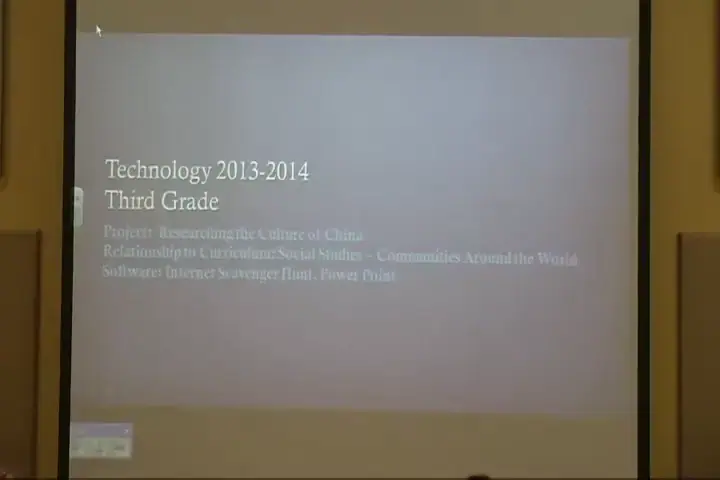 Technology 2013-2014
Third Grade
Project: Researching the Culture of China
Relationship to Curriculum: Social Studies – Communities Around the World
Software: Internet Scavenger Hunt, Power Point